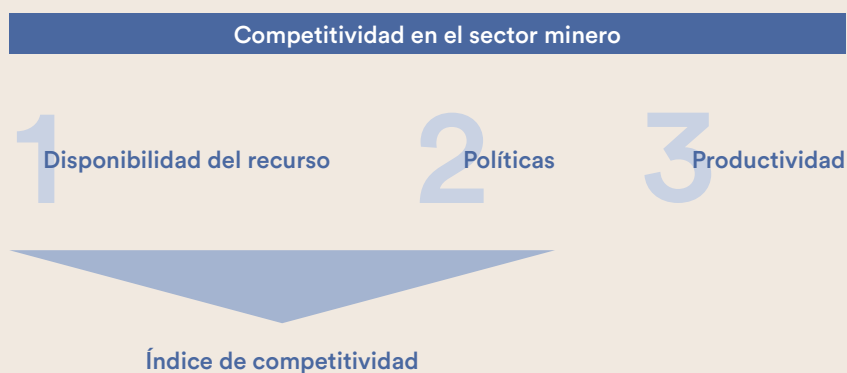 Competitividad en el sector minero
1 Disponibilidad del recurso
2 Políticas
3 Productividad
Índice de competitividad